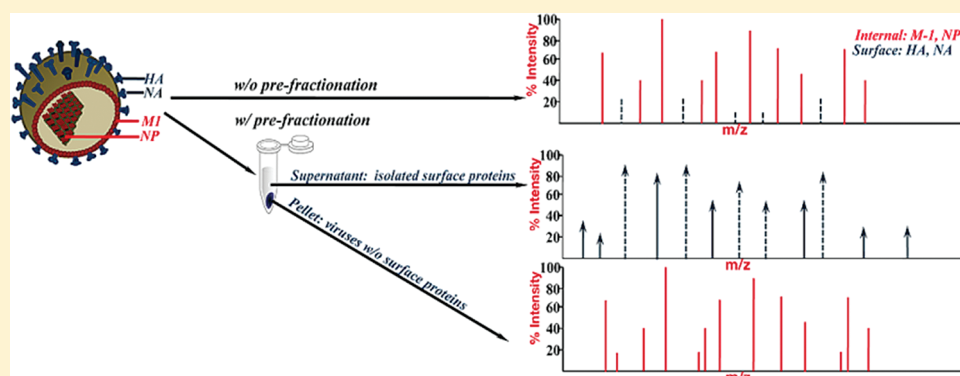 HA
NA
M1
NP
w/o pre-fractionation
w/ pre-fractionation
Supernatant: isolated surface proteins
Pellet: viruses w/o surface proteins
% Intensity
100
80
60
40
20
m/z
Internal: M-1, NP
Surface: HA, NA
% Intensity
100
80
60
40
20
m/z
% Intensity
100
80
60
40
20
m/z